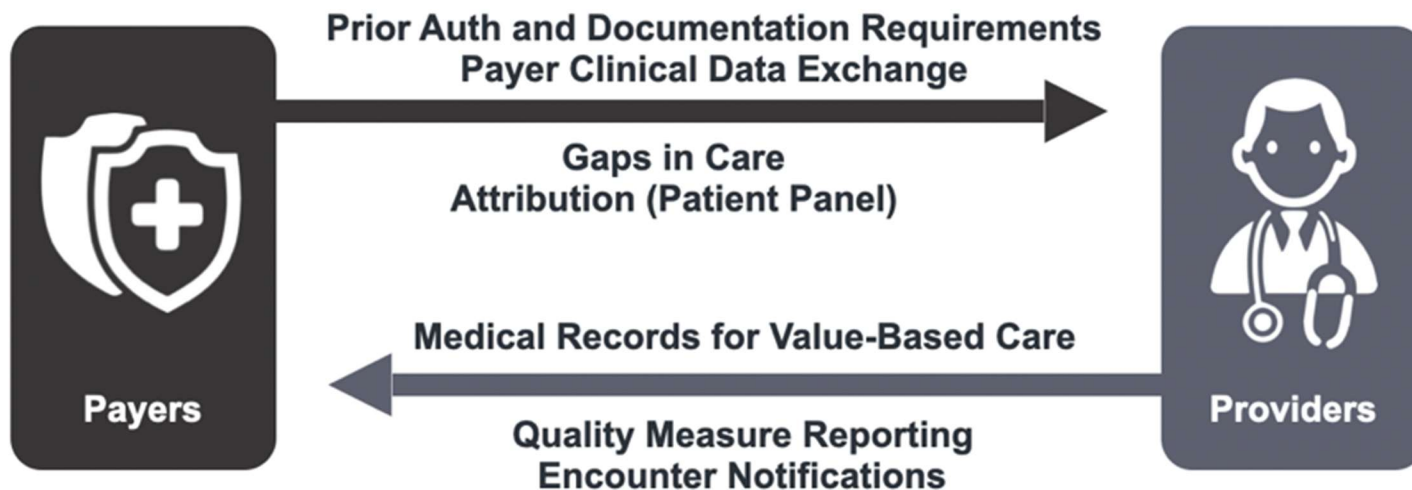 Prior Auth and Documentation Requirements
Payer Clinical Data Exchange
Gaps in Care
Attribution (Patient Panel)
Medical Records for Value-Based Care
Payers
Providers
Quality Measure Reporting
Encounter Notifications